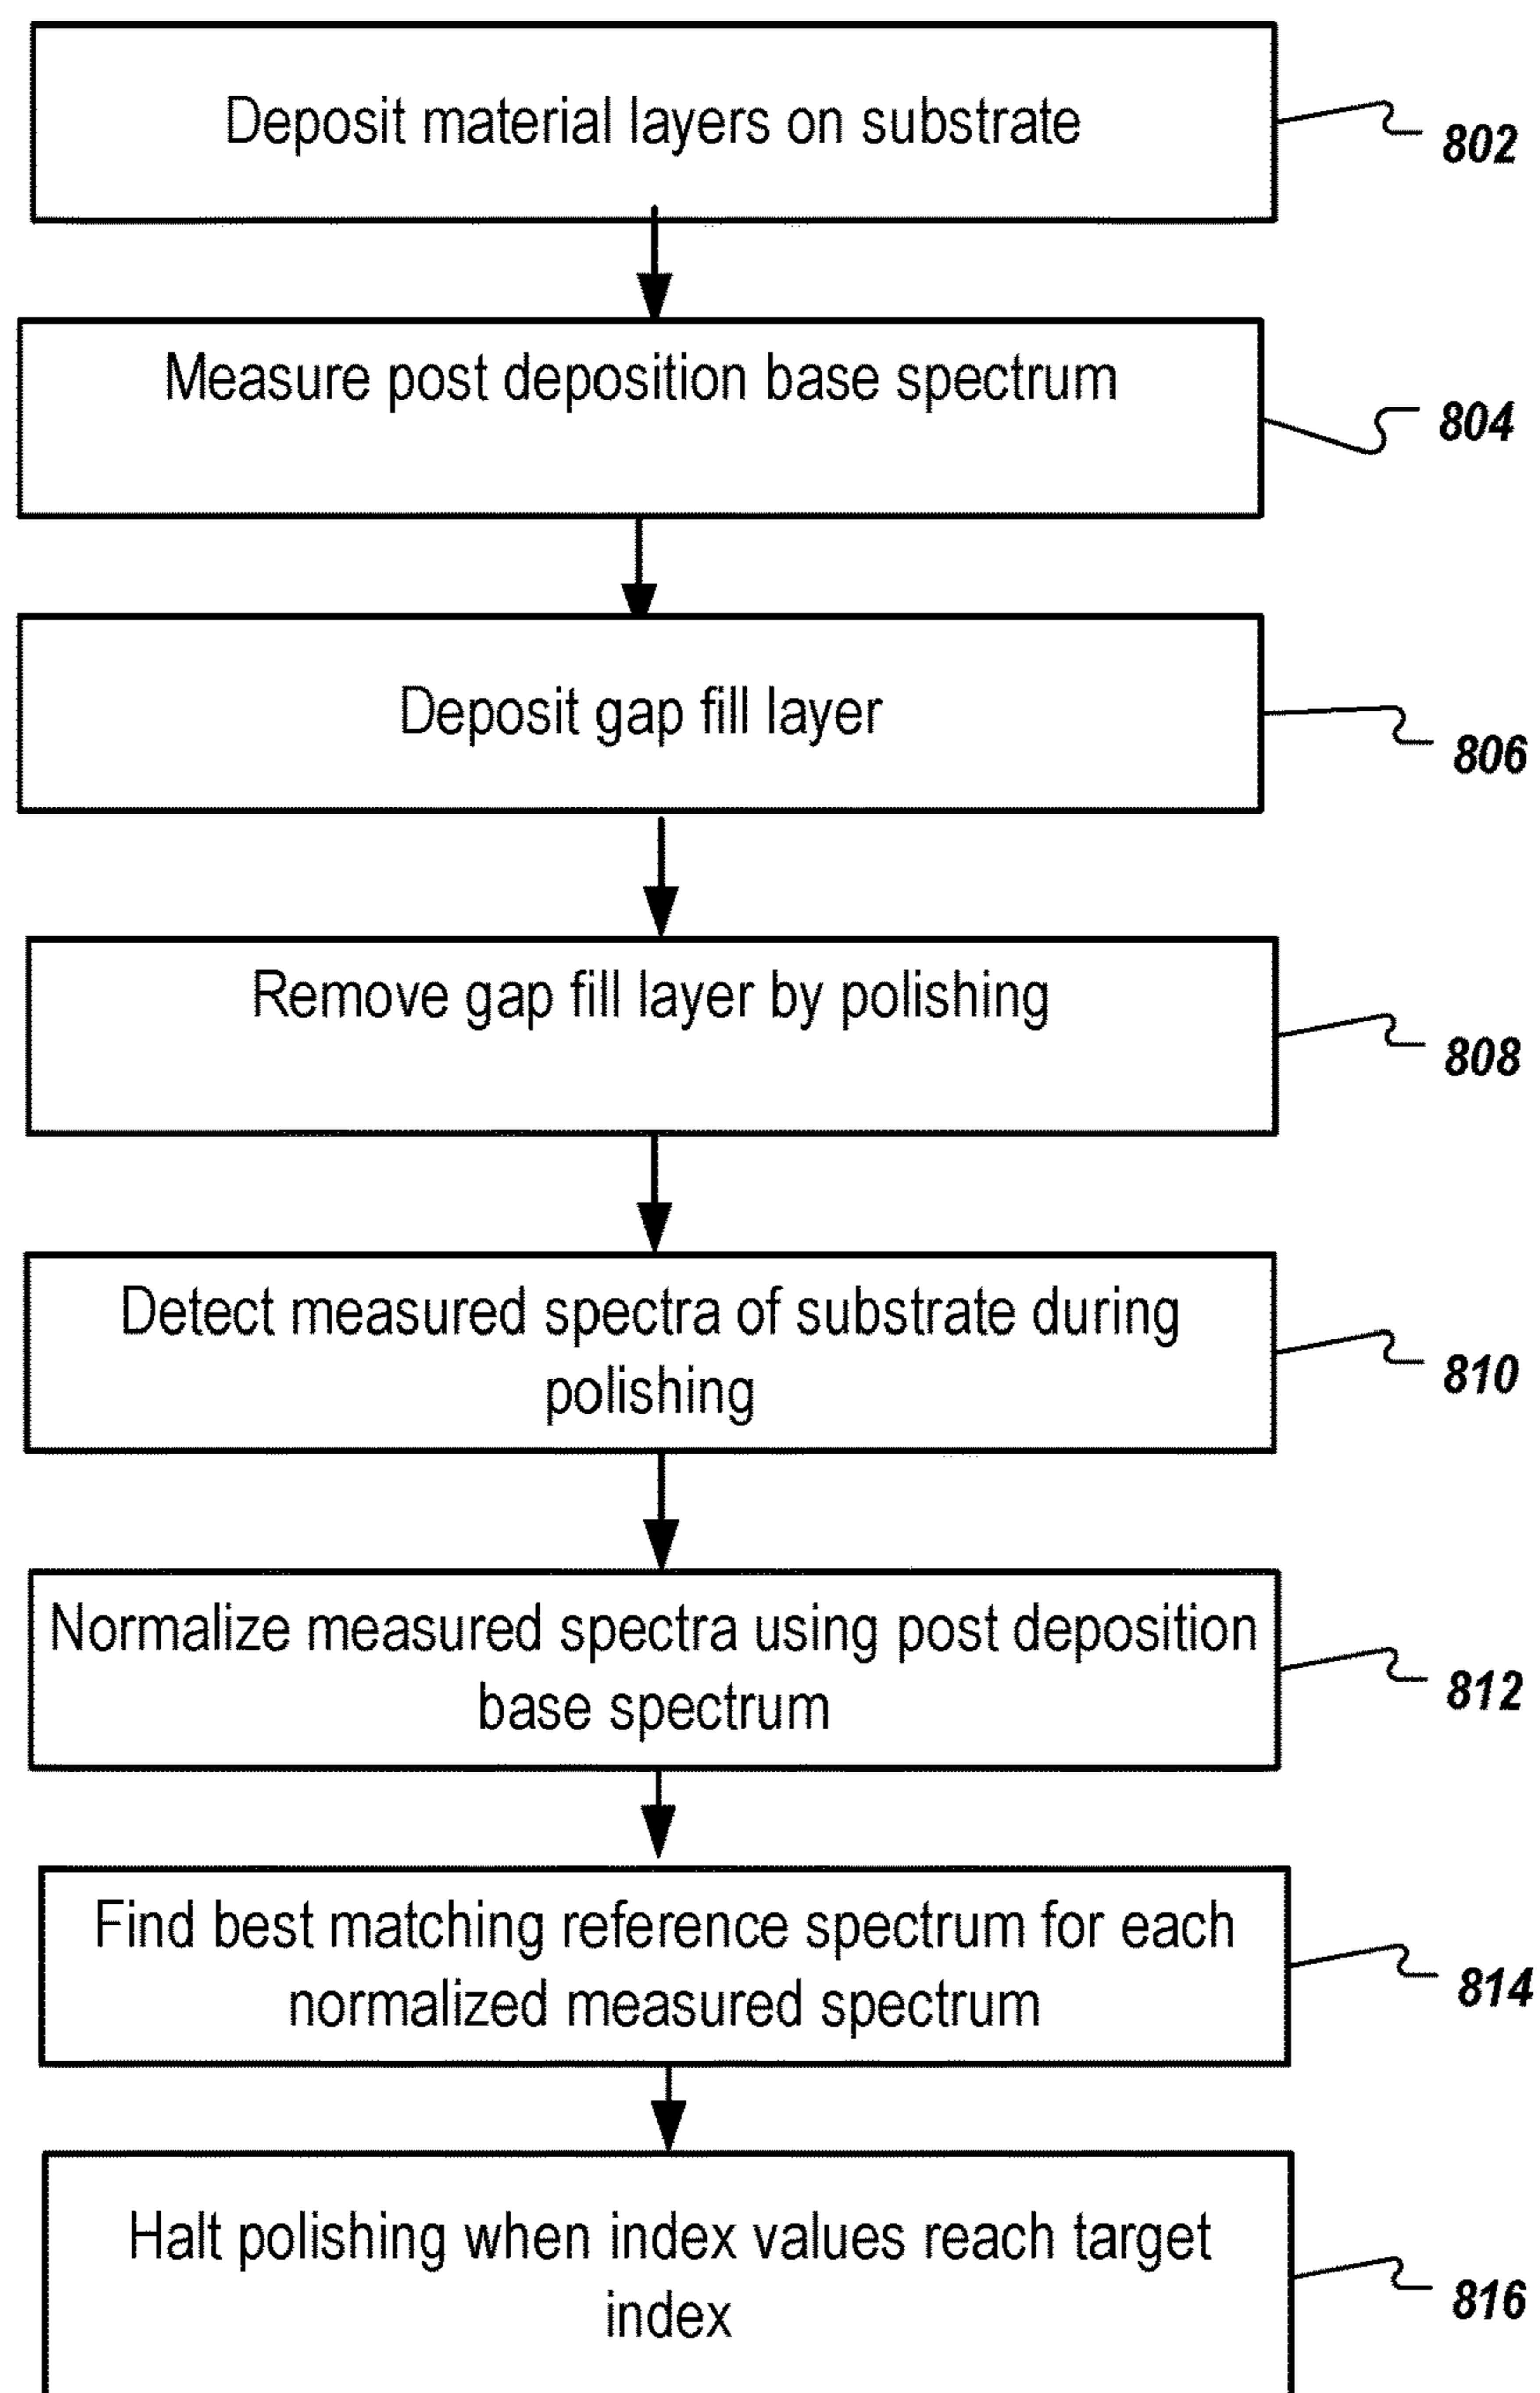 Deposit material layers on substrate
802
Measure post deposition base spectrum
804
Deposit gap fill layer
806
Remove gap fill layer by polishing
808
Detect measured spectra of substrate during
polishing
810
Normalize measured spectra using post deposition
base spectrum
812
Find best matching reference spectrum for each
normalized measured spectrum
814
Halt polishing when index values reach target
index
816